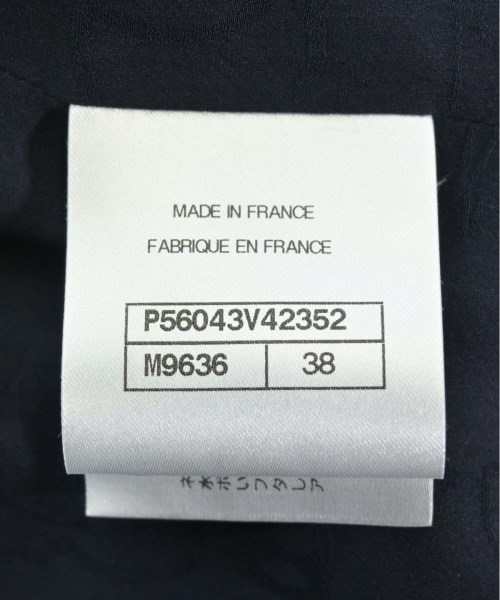 MADE IN FRANCE
FABRIQUE EN FRANCE
P56043V42352
M9636 38